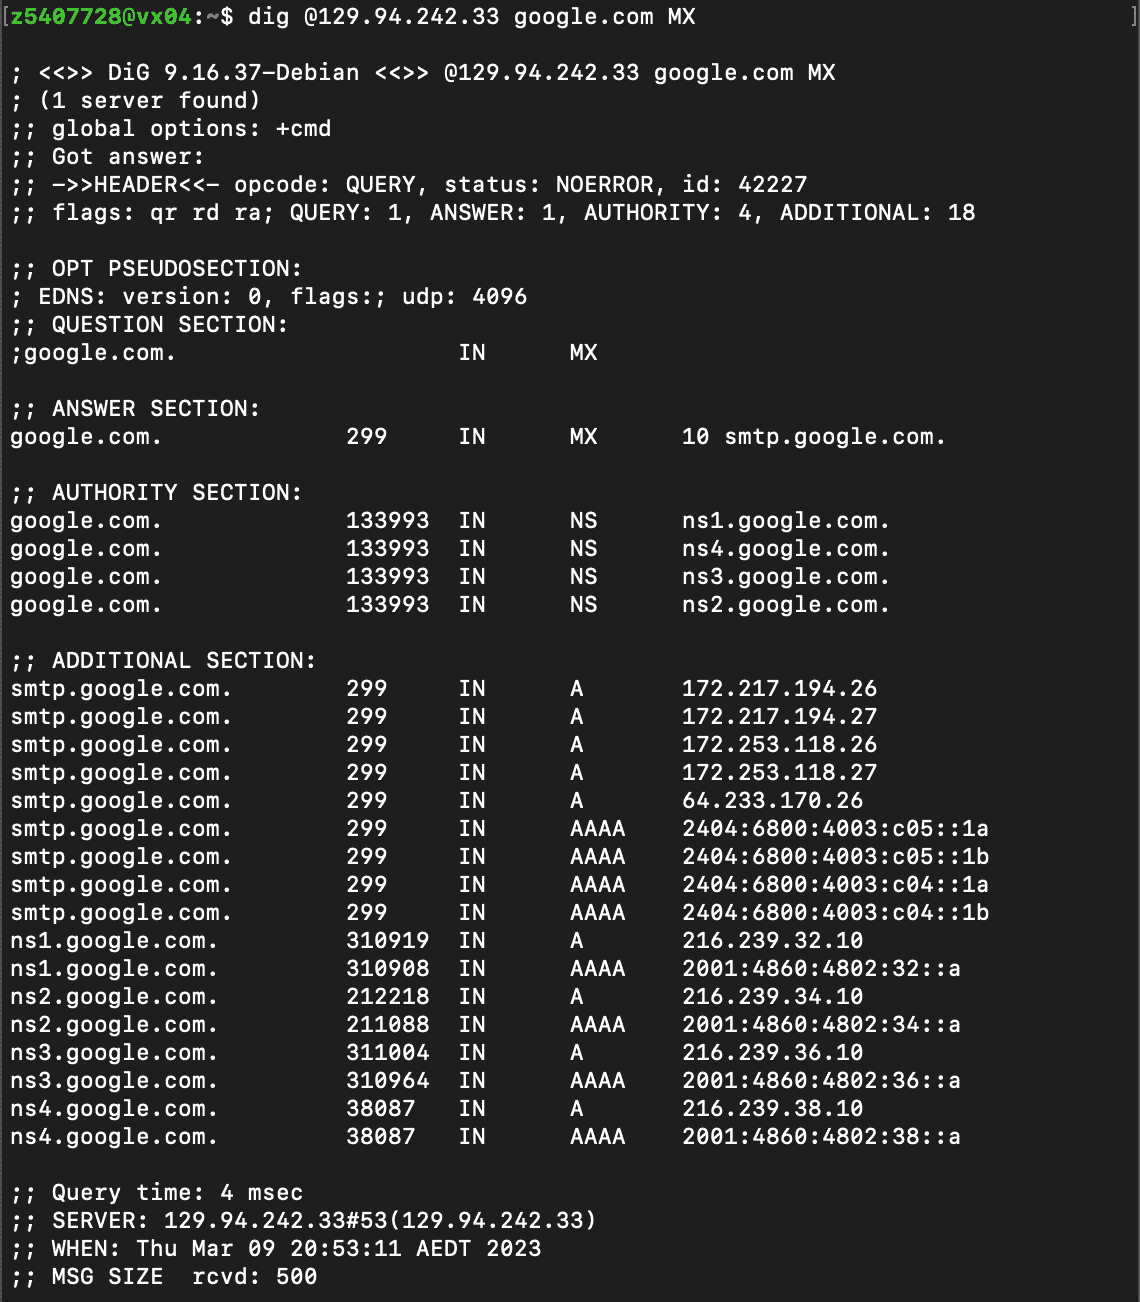 [z5407728@vx04:~$ dig @129.94.242.33 google.com MX ]
; <<>> DiG 9.16.37-Debian <<>> @129.94.242.33 google.com MX
; (1 server found)
;; global options: +cmd
;; Got answer:
;; ->>HEADER<<- opcode: QUERY, status: NOERROR, id: 42227
;; flags: qr rd ra; QUERY: 1, ANSWER: 1, AUTHORITY: 4, ADDITIONAL: 18
;; OPT PSEUDOSECTION:
; EDNS: version: 0, flags:; udp: 4096
;; QUESTION SECTION:
;google.com. IN MX
;; ANSWER SECTION:
google.com. 299 IN MX 10 smtp.google.com.
;; AUTHORITY SECTION:
google.com. 133993 IN NS ns1.google.com.
google.com. 133993 IN NS ns4.google.com.
google.com. 133993 IN NS ns3.google.com.
google.com. 133993 IN NS ns2.google.com.
;; ADDITIONAL SECTION:
smtp.google.com. 299 IN A 172.217.194.26
smtp.google.com. 299 IN A 172.217.194.27
smtp.google.com. 299 IN A 172.253.118.26
smtp.google.com. 299 IN A 172.253.118.27
smtp.google.com. 299 IN A 64.233.170.26
smtp.google.com. 299 IN AAAA 2404:6800:4003:c05::1a
smtp.google.com. 299 IN AAAA 2404:6800:4003:c05::1b
smtp.google.com. 299 IN AAAA 2404:6800:4003:c04::1a
smtp.google.com. 299 IN AAAA 2404:6800:4003:c04::1b
ns1.google.com. 310919 IN A 216.239.32.10
ns1.google.com. 310908 IN AAAA 2001:4860:4802:32::a
ns2.google.com. 212218 IN A 216.239.34.10
ns2.google.com. 211088 IN AAAA 2001:4860:4802:34::a
ns3.google.com. 311004 IN A 216.239.36.10
ns3.google.com. 310964 IN AAAA 2001:4860:4802:36::a
ns4.google.com. 38087 IN A 216.239.38.10
ns4.google.com. 38087 IN AAAA 2001:4860:4802:38::a
;; Query time: 4 msec
;; SERVER: 129.94.242.33#53(129.94.242.33)
;; WHEN: Thu Mar 09 20:53:11 AEDT 2023
;; MSG SIZE rcvd: 500